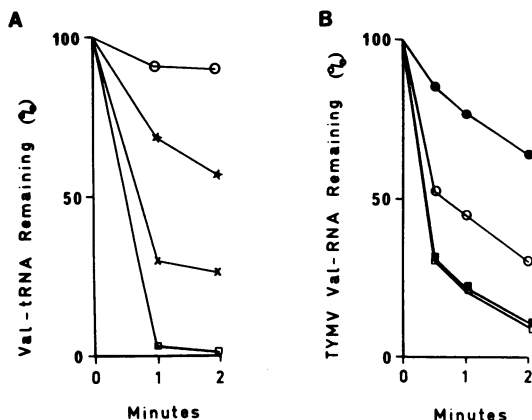 A
Val-tRNA Remaining (%)
100
50
0
0 1 2
Minutes
B
TYMV Val-RNA Remaining (%)
100
50
0
0 1 2
Minutes